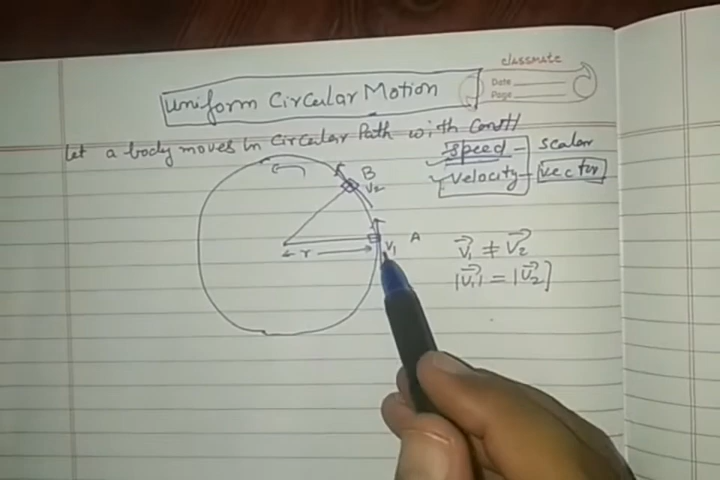 classmate
Date
Page
Uniform Circular Motion
Let a body moves in Circular Path with Const
speed - scalar
velocity - vector
B
V2
A
V1
r
V⃗1 ≠ V⃗2
|V⃗1| = |V⃗2|